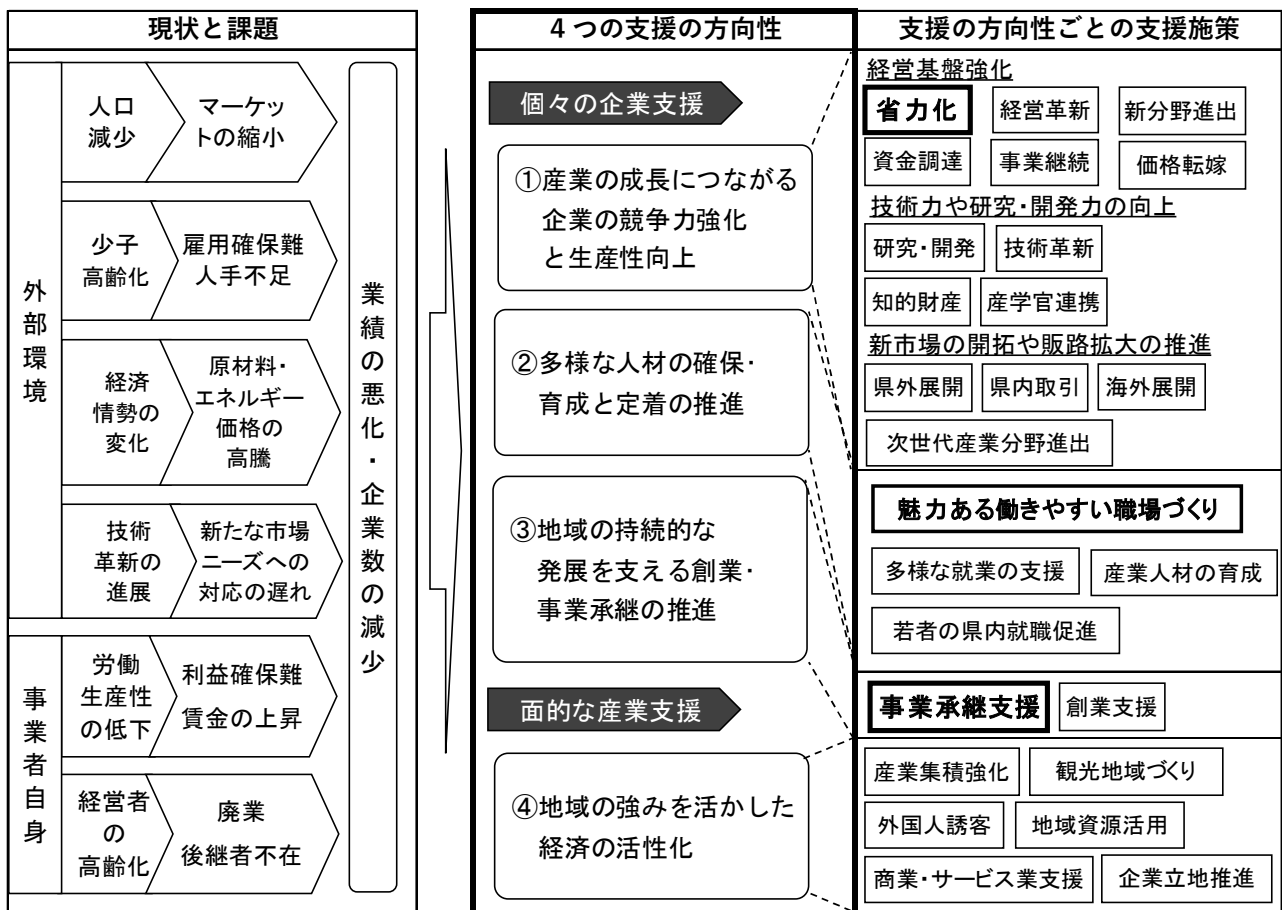 現状と課題
外部環境
人口
減少
マーケッ
トの縮小
少子
高齢化
雇用確保難
人手不足
経済
情勢の
変化
原材料・
エネルギー
価格の
高騰
技術
革新の
進展
新たな市場
ニーズへの
対応の遅れ
事業者自身
労働
生産性
の低下
利益確保難
賃金の上昇
経営者
の
高齢化
廃業
後継者不在
業績の悪化・企業数の減少
4つの支援の方向性
個々の企業支援
①産業の成長につながる
企業の競争力強化
と生産性向上
②多様な人材の確保・
育成と定着の推進
③地域の持続的な
発展を支える創業・
事業承継の推進
面的な産業支援
④地域の強みを活かした
経済の活性化
支援の方向性ごとの支援施策
経営基盤強化
省力化 経営革新 新分野進出
資金調達 事業継続 価格転嫁
技術力や研究・開発力の向上
研究・開発 技術革新
知的財産 産学官連携
新市場の開拓や販路拡大の推進
県外展開 県内取引 海外展開
次世代産業分野進出
魅力ある働きやすい職場づくり
多様な就業の支援 産業人材の育成
若者の県内就職促進
事業承継支援 創業支援
産業集積強化 観光地域づくり
外国人誘客 地域資源活用
商業・サービス業支援 企業立地推進